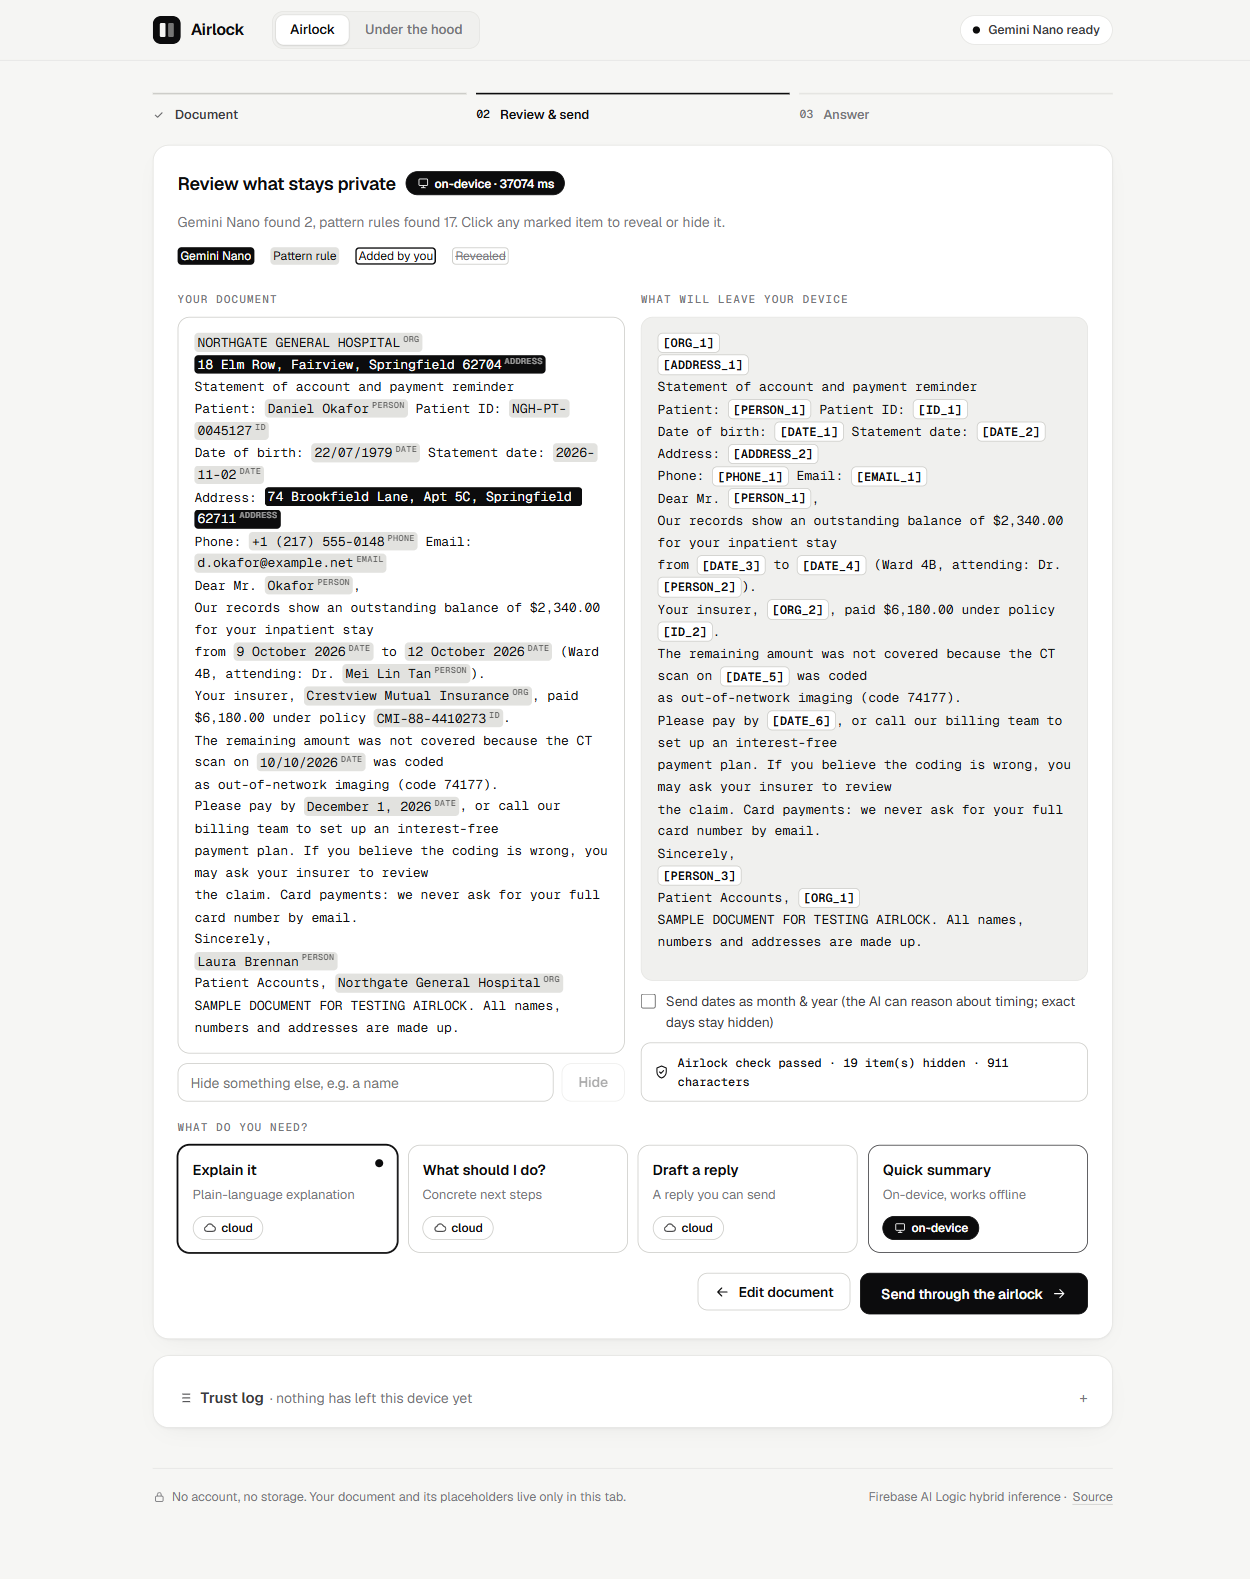 Airlock
Airlock
Under the hood
Gemini Nano ready
Document
02 Review & send
03 Answer
Review what stays private
on-device · 37074 ms
Gemini Nano found 2, pattern rules found 17. Click any marked item to reveal or hide it.
Gemini Nano
Pattern rule
Added by you
Revealed
YOUR DOCUMENT
NORTHGATE GENERAL HOSPITAL ORG
18 Elm Row, Fairview, Springfield 62704 ADDRESS
Statement of account and payment reminder
Patient: Daniel Okafor PERSON Patient ID: NGH-PT-
0045127 ID
Date of birth: 22/07/1979 DATE Statement date: 2026-
11-02 DATE
Address: 74 Brookfield Lane, Apt 5C, Springfield
62711 ADDRESS
Phone: +1 (217) 555-0148 PHONE Email:
d.okafor@example.net EMAIL
Dear Mr. Okafor PERSON,
Our records show an outstanding balance of $2,340.00
for your inpatient stay
from 9 October 2026 DATE to 12 October 2026 DATE (Ward
4B, attending: Dr. Mei Lin Tan PERSON).
Your insurer, Crestview Mutual Insurance ORG, paid
$6,180.00 under policy CMI-88-4410273 ID.
The remaining amount was not covered because the CT
scan on 10/10/2026 DATE was coded
as out-of-network imaging (code 74177).
Please pay by December 1, 2026 DATE, or call our
billing team to set up an interest-free
payment plan. If you believe the coding is wrong, you
may ask your insurer to review
the claim. Card payments: we never ask for your full
card number by email.
Sincerely,
Laura Brennan PERSON
Patient Accounts, Northgate General Hospital ORG
SAMPLE DOCUMENT FOR TESTING AIRLOCK. All names,
numbers and addresses are made up.
Hide something else, e.g. a name
Hide
WHAT WILL LEAVE YOUR DEVICE
[ORG_1]
[ADDRESS_1]
Statement of account and payment reminder
Patient: [PERSON_1] Patient ID: [ID_1]
Date of birth: [DATE_1] Statement date: [DATE_2]
Address: [ADDRESS_2]
Phone: [PHONE_1] Email: [EMAIL_1]
Dear Mr. [PERSON_1],
Our records show an outstanding balance of $2,340.00
for your inpatient stay
from [DATE_3] to [DATE_4] (Ward 4B, attending: Dr.
[PERSON_2]).
Your insurer, [ORG_2], paid $6,180.00 under policy
[ID_2].
The remaining amount was not covered because the CT
scan on [DATE_5] was coded
as out-of-network imaging (code 74177).
Please pay by [DATE_6], or call our billing team to
set up an interest-free
payment plan. If you believe the coding is wrong, you
may ask your insurer to review
the claim. Card payments: we never ask for your full
card number by email.
Sincerely,
[PERSON_3]
Patient Accounts, [ORG_1]
SAMPLE DOCUMENT FOR TESTING AIRLOCK. All names,
numbers and addresses are made up.
Send dates as month & year (the AI can reason about timing; exact
days stay hidden)
Airlock check passed · 19 item(s) hidden · 911
characters
WHAT DO YOU NEED?
Explain it
Plain-language explanation
cloud
What should I do?
Concrete next steps
cloud
Draft a reply
A reply you can send
cloud
Quick summary
On-device, works offline
on-device
← Edit document
Send through the airlock →
Trust log · nothing has left this device yet
+
No account, no storage. Your document and its placeholders live only in this tab.
Firebase AI Logic hybrid inference · Source